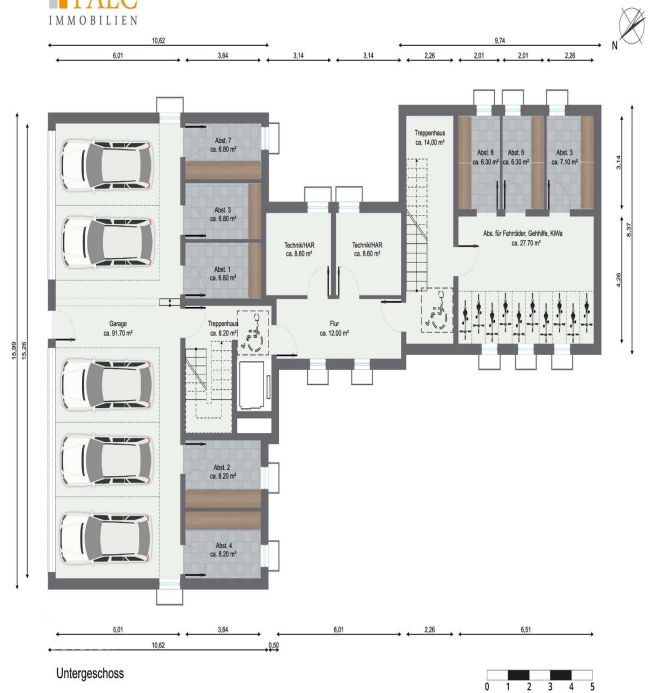 IMMOBILIEN
10,62
9,74
6,01
3,64
3,14
3,14
2,26
2,01
2,01
2,26
N
Abst. 7
ca. 6.80 m²
Treppenhaus
ca. 14.00 m²
Abst. 8
ca. 6.30 m²
Abst. 6
ca. 6.30 m²
Abst. 3
ca. 7.10 m²
3,14
8,37
Abst. 3
ca. 6.80 m²
Technik/HAR
ca. 8.60 m²
Technik/HAR
ca. 8.60 m²
Abs. für Fahräder, Gehhilfe, KiWa
ca. 27.70 m²
4,26
Abst. 1
ca. 6.80 m²
15,99
15,26
Garage
ca. 91.70 m²
Treppenhaus
ca. 8.20 m²
Flur
ca. 12.00 m²
Abst. 2
ca. 8.20 m²
Abst. 4
ca. 8.20 m²
6,01
3,64
6,01
2,26
6,51
10,62
0,50
Untergeschoss
0 1 2 3 4 5